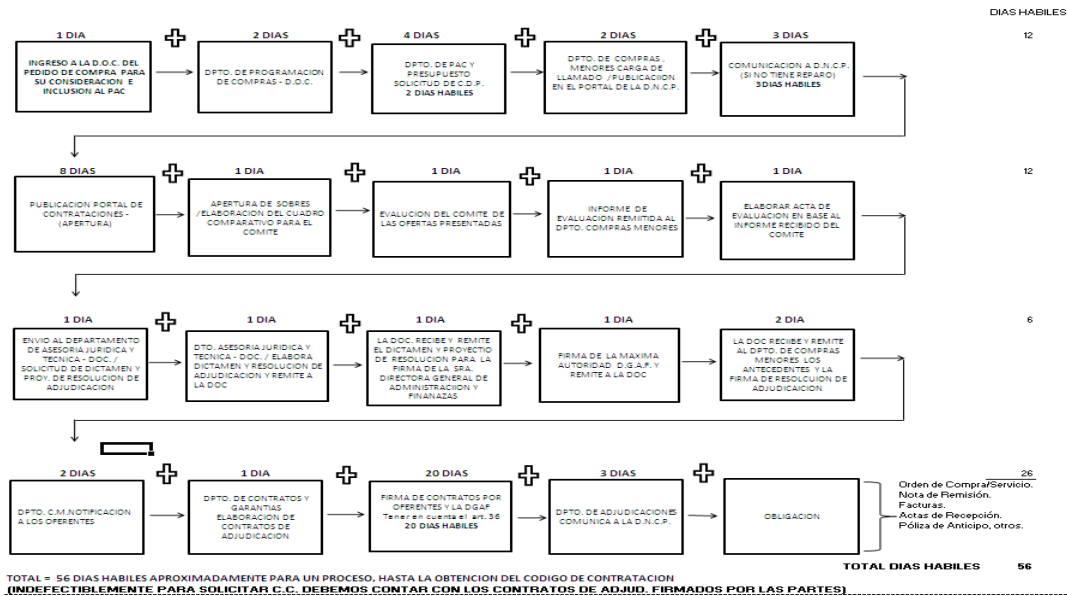 DIAS HABILES
1 DIA
2 DIAS
4 DIAS
2 DIAS
3 DIAS
12
INGRESO A LA D.O.C. DEL
PEDIDO DE COMPRA PARA
SU CONSIDERACION E
INCLUSION AL PAC
DPTO. DE PROGRAMACION
DE COMPRAS - D.O.C.
DPTO. DE PAC Y
PRESUPUESTO
SOLICITUD DE C.D.P.
2 DIAS HABILES
DPTO. DE COMPRAS .
MENORES CARGA DE
LLAMADO /PUBLICACIION
EN EL PORTAL DE LA D.N.C.P.
COMUNICACION A D.N.C.P.
(SI NO TIENE REPARO)
3 DIAS HABILES
8 DIAS
1 DIA
1 DIA
1 DIA
1 DIA
12
PUBLICACION PORTAL DE
CONTRATACIONES -
(APERTURA)
APERTURA DE SOBRES
/ELABORACION DEL CUADRO
COMPARATIVO PARA EL
COMITE
EVALUCION DEL COMITE DE
LAS OFERTAS PRESENTADAS
INFORME DE
EVALUACION REMITIDA AL
DPTO. COMPRAS MENORES
ELABORAR ACTA DE
EVALUACION EN BASE AL
INFORME RECIBIDO DEL
COMITE
1 DIA
1 DIA
1 DIA
1 DIA
2 DIA
6
ENVIO AL DEPARTAMENTO
DE ASESORIA JURIDICA Y
TECNICA - DOC. /
SOLICITUD DE DICTAMEN Y
PROY. DE RESOLUCION DE
ADJUDICACION
DTO. ASESORIA JURIDICA Y
TECNICA - DOC. / ELABORA
DICTAMEN Y RESOLUCION DE
ADJUDICACION Y REMITE A
LA DOC
LA DOC. RECIBE Y REMITE
EL DICTAMEN Y PROYECTIO
DE RESOLUCION PARA LA
FIRMA DE LA SRA.
DIRECTORA GENERAL DE
ADMINISTRACIION Y
FINANAZAS
FIRMA DE LA MAXIMA
AUTORIDAD D.G.A.F. Y
REMITE A LA DOC
LA DOC RECIIBE Y REMITE
AL DPTO. DE COMPRAS
MENORES LOS
ANTECEDENTES Y LA
FIRMA DE RESOLCUION DE
ADJUDICAICION
2 DIAS
1 DIA
20 DIAS
3 DIAS
26
DPTO. C.M.NOTIFICACION
A LOS OFERENTES
DPTO. DE CONTRATOS Y
GARANTIAS
ELABORACION DE
CONTRATOS DE
ADJUDICACION
FIRMA DE CONTRATOS POR
OFERENTES Y LA DGAF
Tener en cuenta el art. 36
20 DIAS HABILES
DPTO. DE ADJUDICACIONES
COMUNICA A LA D.N.C.P.
OBLIGACION
Orden de Compra/Servicio.
Nota de Remisión.
Facturas.
Actas de Recepción.
Póliza de Anticipo, otros.
TOTAL DIAS HABILES 56
TOTAL = 56 DIAS HABILES APROXIMADAMENTE PARA UN PROCESO, HASTA LA OBTENCION DEL CODIGO DE CONTRATACION
(INDEFECTIBLEMENTE PARA SOLICITAR C.C. DEBEMOS CONTAR CON LOS CONTRATOS DE ADJUD. FIRMADOS POR LAS PARTES)